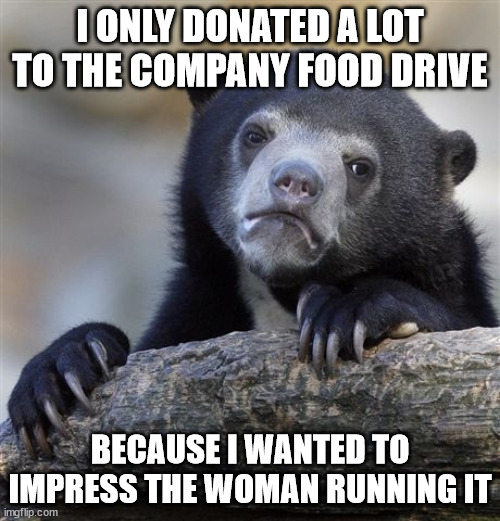 I ONLY DONATED A LOT
TO THE COMPANY FOOD DRIVE
BECAUSE I WANTED TO
IMPRESS THE WOMAN RUNNING IT
imgflip.com